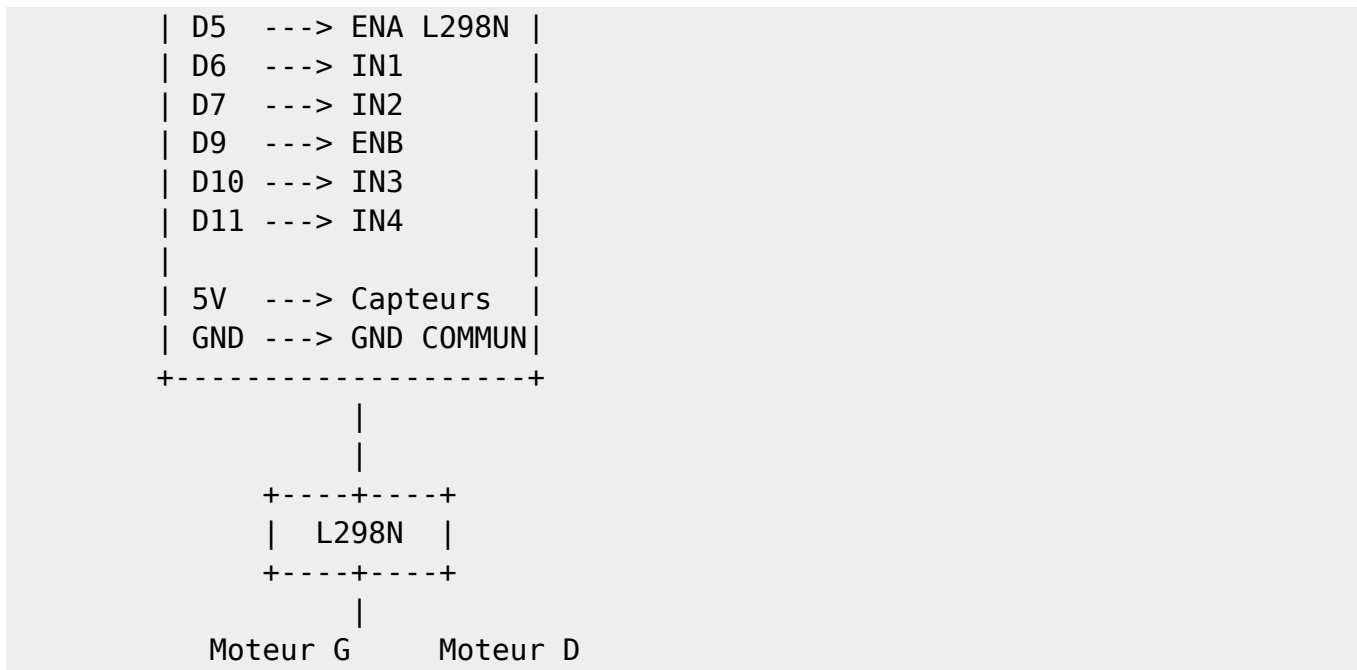 | D5  ---> ENA L298N |
| D6  ---> IN1       |
| D7  ---> IN2       |
| D9  ---> ENB       |
| D10 ---> IN3       |
| D11 ---> IN4       |
|                    |
| 5V  ---> Capteurs  |
| GND ---> GND COMMUN|
+--------------------+
|
|
+----+----+
|  L298N  |
+----+----+
|
Moteur G     Moteur D